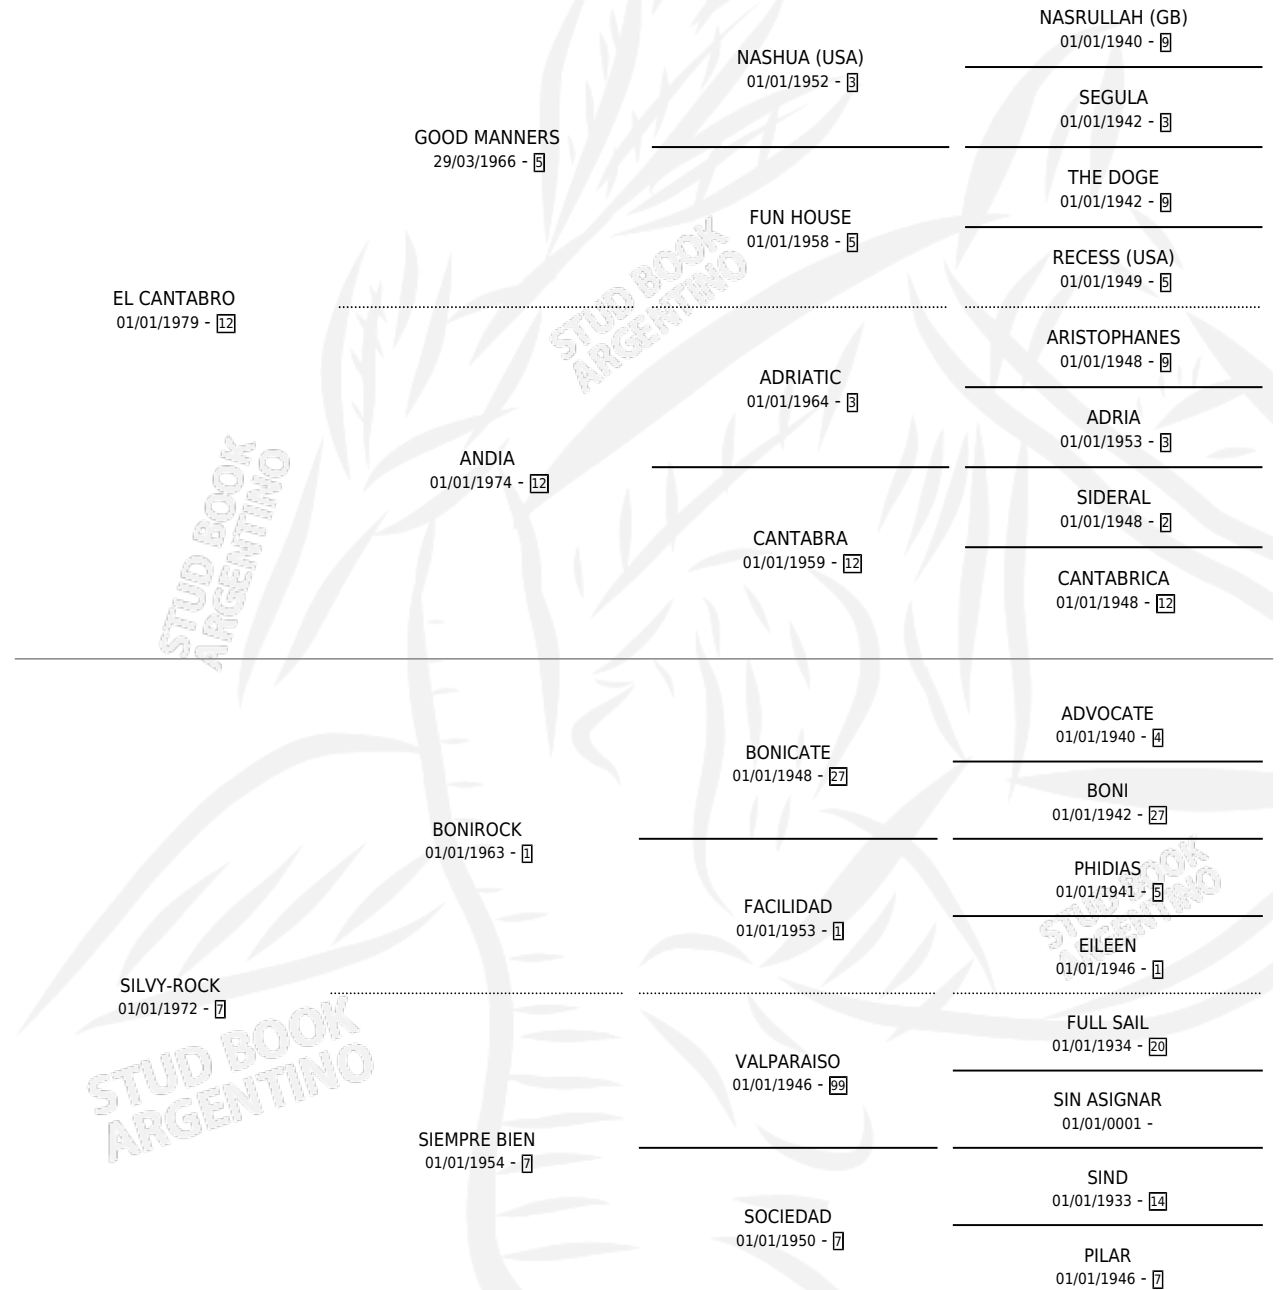 NASRULLAH (GB)
01/01/1940 - 9
NASHUA (USA)
01/01/1952 - 3
SEGULA
01/01/1942 - 3
GOOD MANNERS
29/03/1966 - 5
THE DOGE
01/01/1942 - 9
FUN HOUSE
01/01/1958 - 5
RECESS (USA)
01/01/1949 - 5
EL CANTABRO
01/01/1979 - 12
ARISTOPHANES
01/01/1948 - 9
ADRIATIC
01/01/1964 - 3
ADRIA
01/01/1953 - 3
ANDIA
01/01/1974 - 12
SIDERAL
01/01/1948 - 2
CANTABRA
01/01/1959 - 12
CANTABRICA
01/01/1948 - 12
ADVOCATE
01/01/1940 - 4
BONICATE
01/01/1948 - 27
BONI
01/01/1942 - 27
BONIROCK
01/01/1963 - 1
PHIDIAS
01/01/1941 - 5
FACILIDAD
01/01/1953 - 1
EILEEN
01/01/1946 - 1
SILVY-ROCK
01/01/1972 - 7
FULL SAIL
01/01/1934 - 20
VALPARAISO
01/01/1946 - 99
SIN ASIGNAR
01/01/0001 -
SIEMPRE BIEN
01/01/1954 - 7
SIND
01/01/1933 - 14
SOCIEDAD
01/01/1950 - 7
PILAR
01/01/1946 - 7
STUD BOOK
ARGENTINO
STUD BOOK
ARGENTINO
STUD BOOK
ARGENTINO
STUD BOOK
ARGENTINO